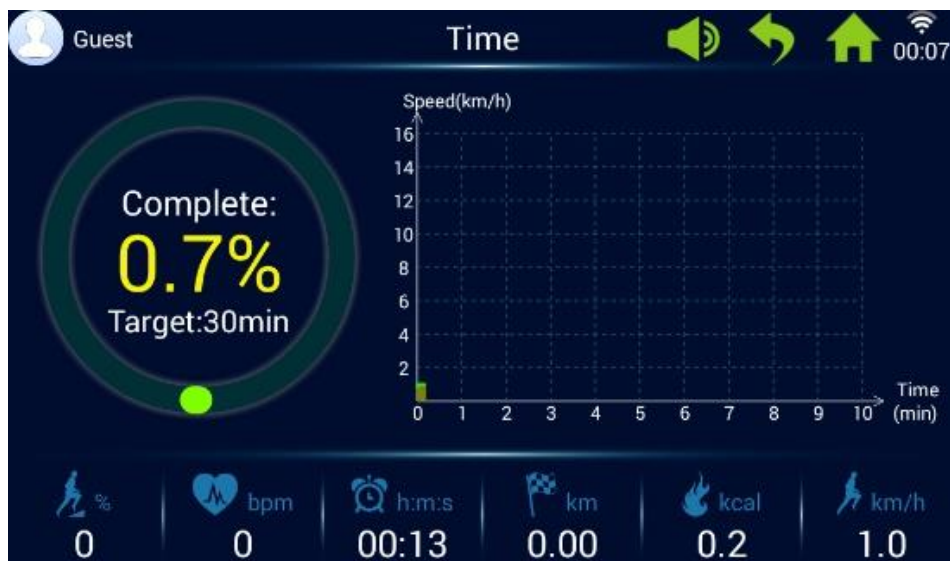 Guest
Time
00:07
Complete:
0.7%
Target:30min
Speed(km/h)
16
14
12
10
8
6
4
2
0 1 2 3 4 5 6 7 8 9 10
Time
(min)
% bpm h:m:s km kcal km/h
0 0 00:13 0.00 0.2 1.0